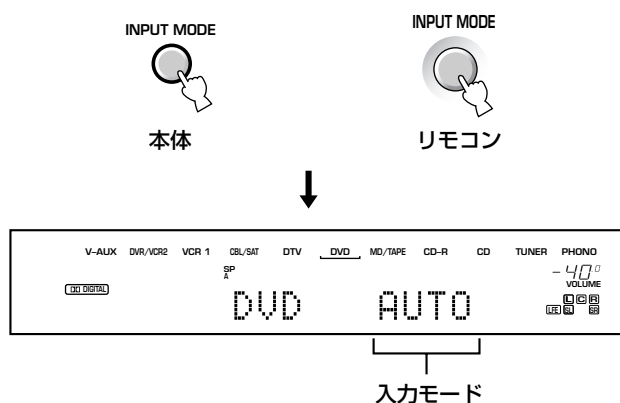 INPUT MODE INPUT MODE
本体 リモコン
V-AUX DVR/VCR2 VCR 1 CBL/SAT DTV DVD MD/TAPE CD-R CD TUNER PHONO
SP
A
-40.0
VOLUME
DIGITAL
DVD AUTO
L C R
LFE SL SR
入力モード